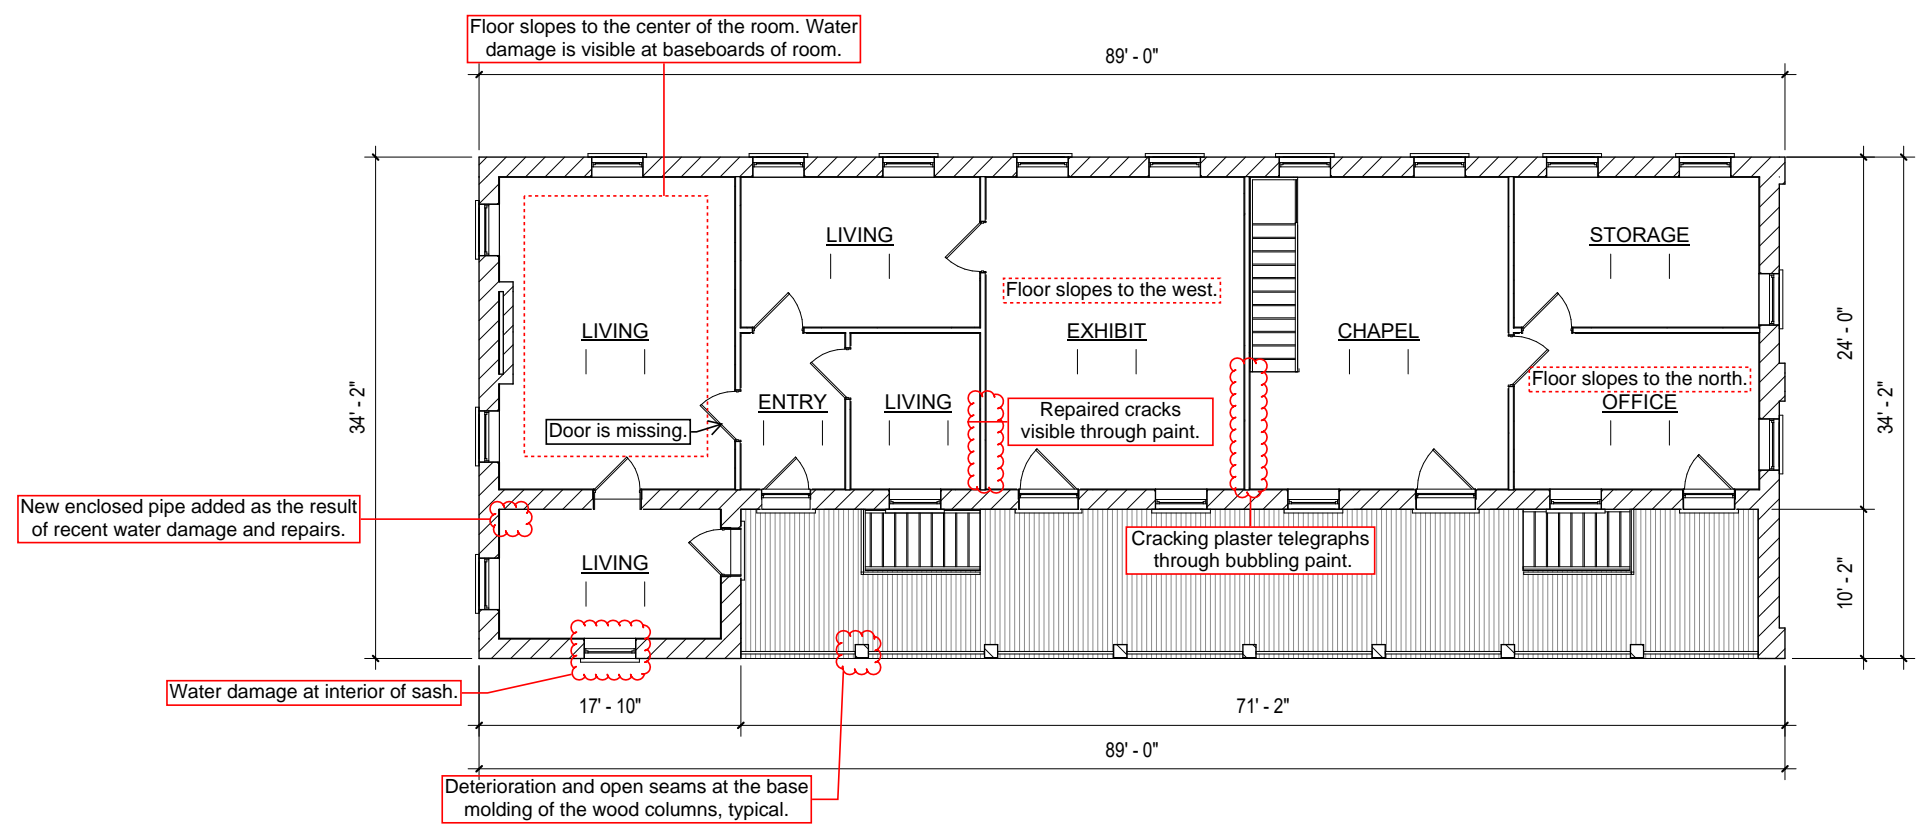 Floor slopes to the center of the room. Water
damage is visible at baseboards of room.
89' - 0"
LIVING
STORAGE
Floor slopes to the west.
LIVING
EXHIBIT
CHAPEL
24' - 0"
34' - 2"
34' - 2"
Floor slopes to the north.
ENTRY
LIVING
OFFICE
Repaired cracks
visible through paint.
Door is missing.
New enclosed pipe added as the result
of recent water damage and repairs.
Cracking plaster telegraphs
through bubbling paint.
LIVING
10' - 2"
Water damage at interior of sash.
17' - 10"
71' - 2"
89' - 0"
Deterioration and open seams at the base
molding of the wood columns, typical.